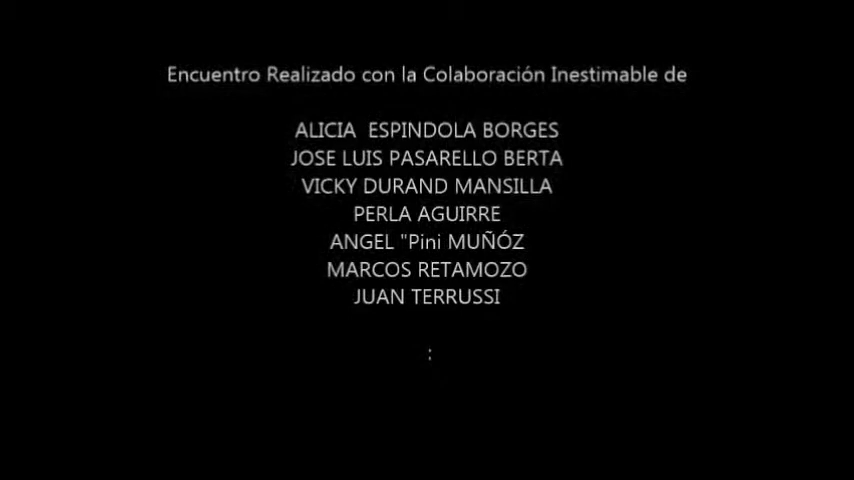 Encuentro Realizado con la Colaboración Inestimable de
ALICIA  ESPINDOLA BORGES
JOSE LUIS PASARELLO BERTA
VICKY DURAND MANSILLA
PERLA AGUIRRE
ANGEL "Pini MUÑÓZ
MARCOS RETAMOZO
JUAN TERRUSSI
: